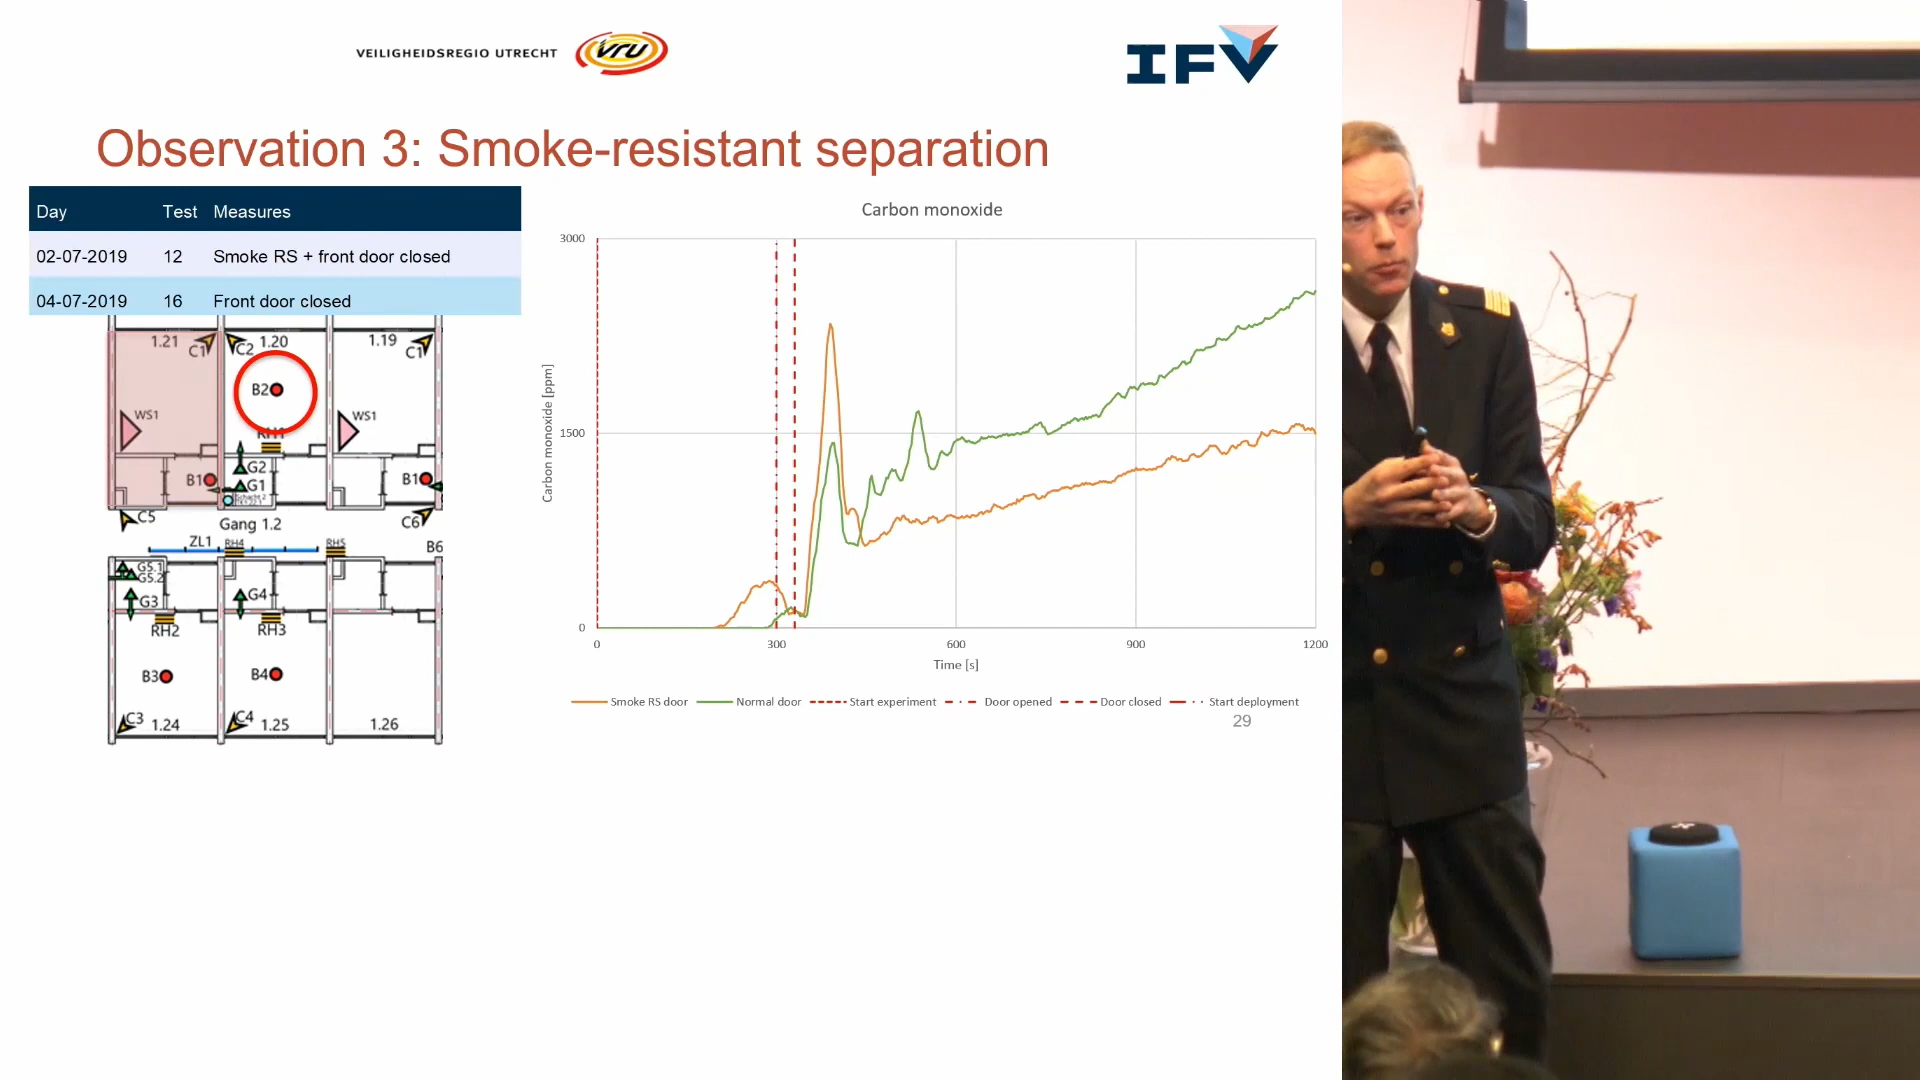 VEILIGHEIDSREGIO UTRECHT
vru
IFV
Observation 3: Smoke-resistant separation
Day Test Measures
02-07-2019 12 Smoke RS + front door closed
04-07-2019 16 Front door closed
1.21 C1 C2 1.20 1.19 C1
B2
WS1 WS1
RH1
G2
B1 G1 B1
C5 Gang 1.2 C6
ZL1 RH4 RH5 B6
G5.1
G5.2
G3 G4
RH2 RH3
B3 B4
C3 1.24 C4 1.25 1.26
Carbon monoxide
3000
1500
0
Carbon monoxide [ppm]
0 300 600 900 1200
Time [s]
Smoke RS door Normal door Start experiment Door opened Door closed Start deployment
29